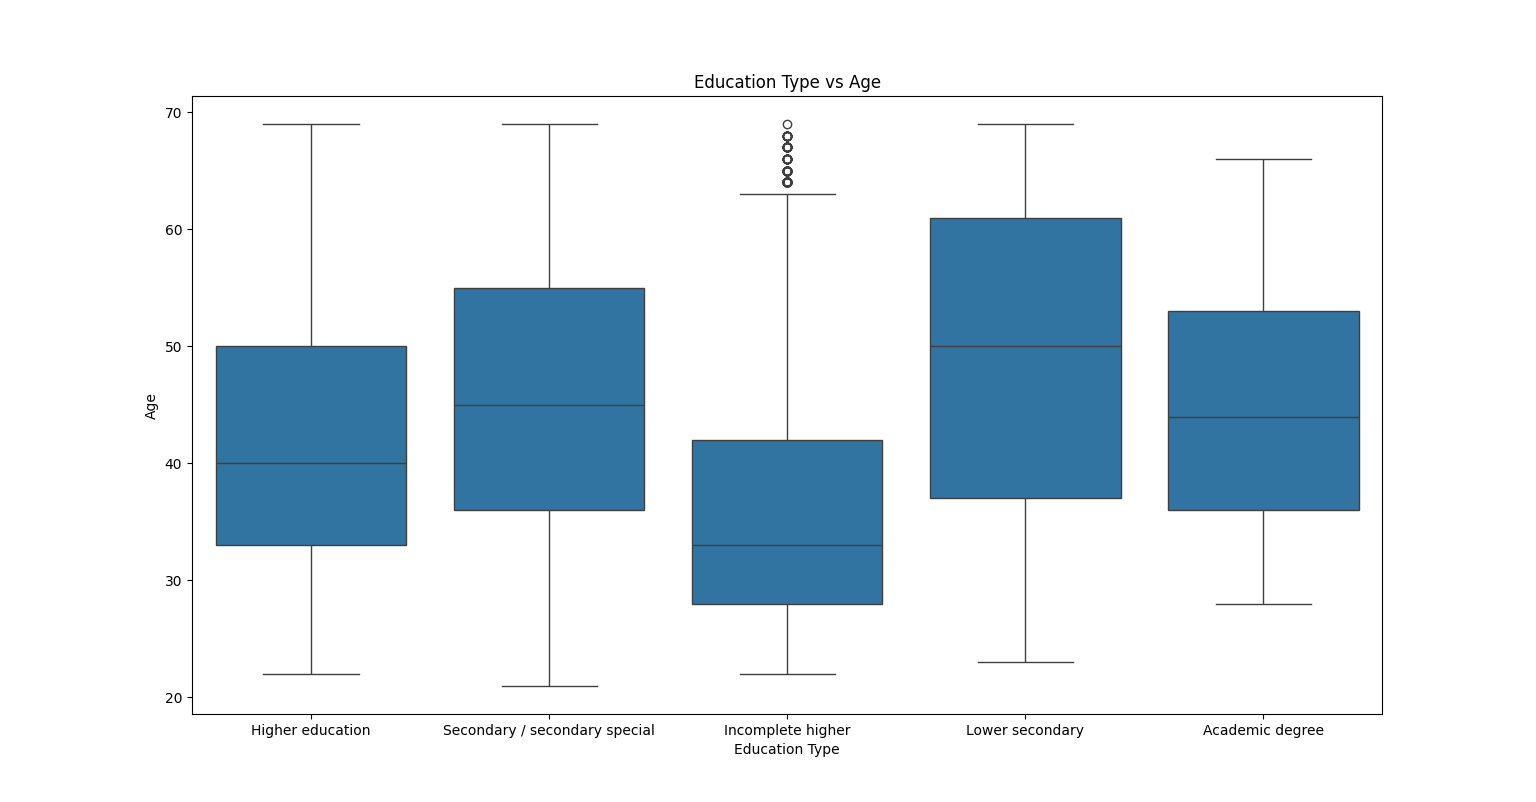 Education Type vs Age
70
60
50
40
30
20
Age
Higher education
Secondary / secondary special
Incomplete higher
Lower secondary
Academic degree
Education Type